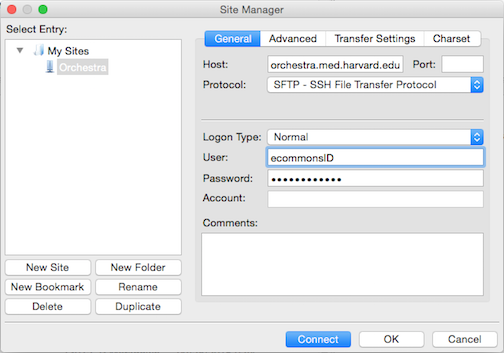 Site Manager
Select Entry:
My Sites
Orchestra
New Site New Folder
New Bookmark Rename
Delete Duplicate
General Advanced Transfer Settings Charset
Host: orchestra.med.harvard.edu Port:
Protocol: SFTP - SSH File Transfer Protocol
Logon Type: Normal
User: ecommonsID
Password: ••••••••••••
Account:
Comments:
Connect OK Cancel